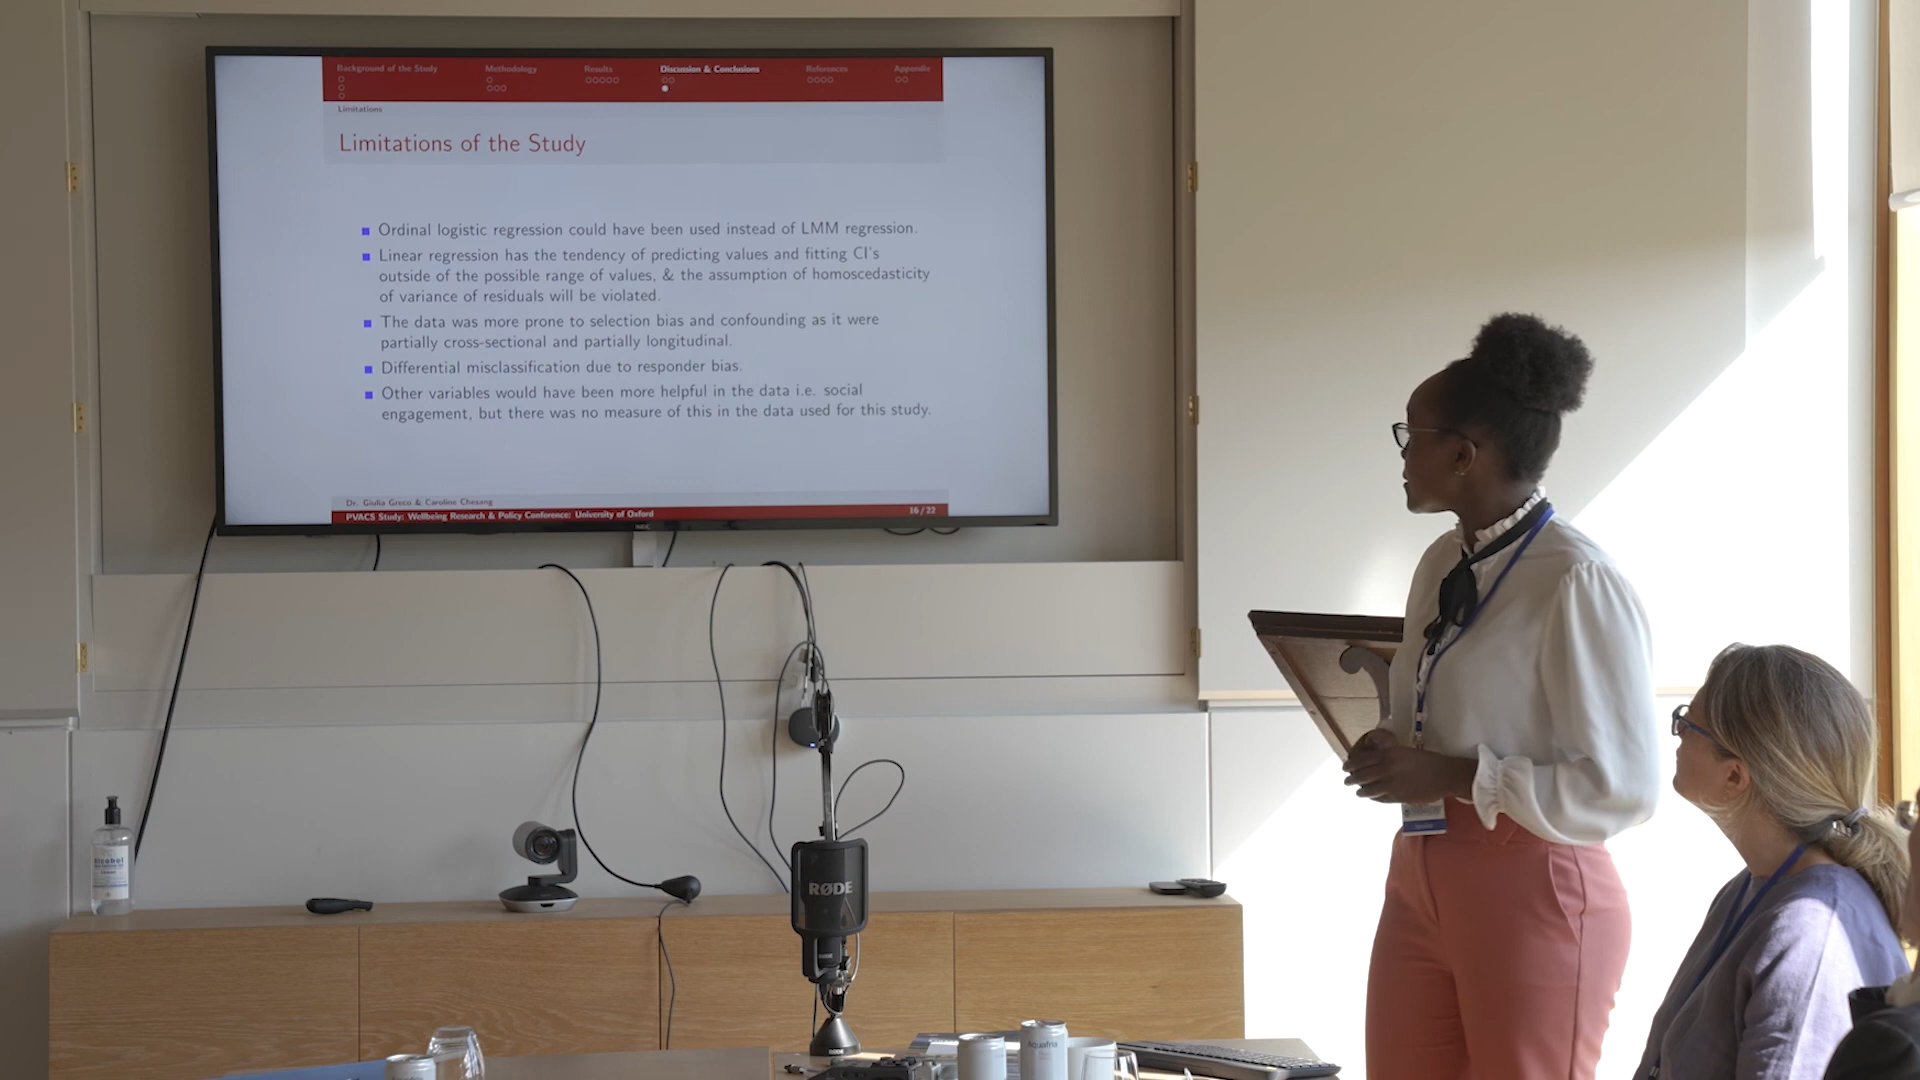 Background of the Study Methodology Results Discussion & Conclusions References Appendix
Limitations
Limitations of the Study
Ordinal logistic regression could have been used instead of LMM regression.
Linear regression has the tendency of predicting values and fitting CI's
outside of the possible range of values, & the assumption of homoscedasticity
of variance of residuals will be violated.
The data was more prone to selection bias and confounding as it were
partially cross-sectional and partially longitudinal.
Differential misclassification due to responder bias.
Other variables would have been more helpful in the data i.e. social
engagement, but there was no measure of this in the data used for this study.
Dr. Giulia Greco & Caroline Chesang
PVACS Study: Wellbeing Research & Policy Conference: University of Oxford 16 / 22
NEC
Alcohol
RØDE
Aquafria